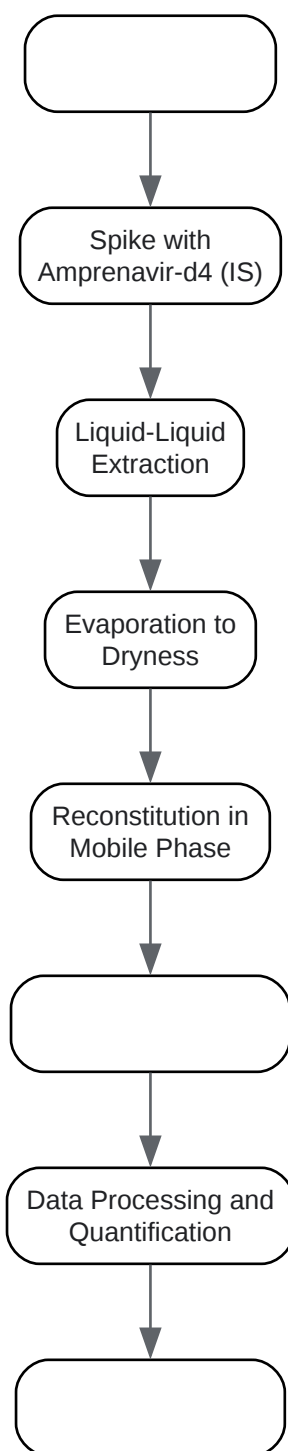 Spike with
Amprenavir-d4 (IS)
Liquid-Liquid
Extraction
Evaporation to
Dryness
Reconstitution in
Mobile Phase
Data Processing and
Quantification